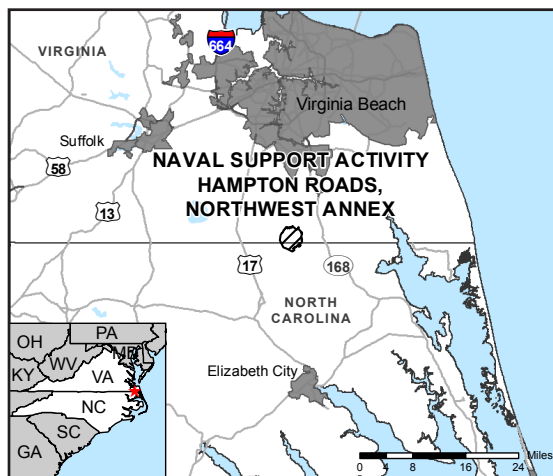 664
VIRGINIA
Virginia Beach
Suffolk
58
NAVAL SUPPORT ACTIVITY
HAMPTON ROADS,
NORTHWEST ANNEX
13
17
168
NORTH
CAROLINA
Elizabeth City
OH
PA
WV
MD
KY
VA
NC
SC
GA
Miles
0 4 8 16 24